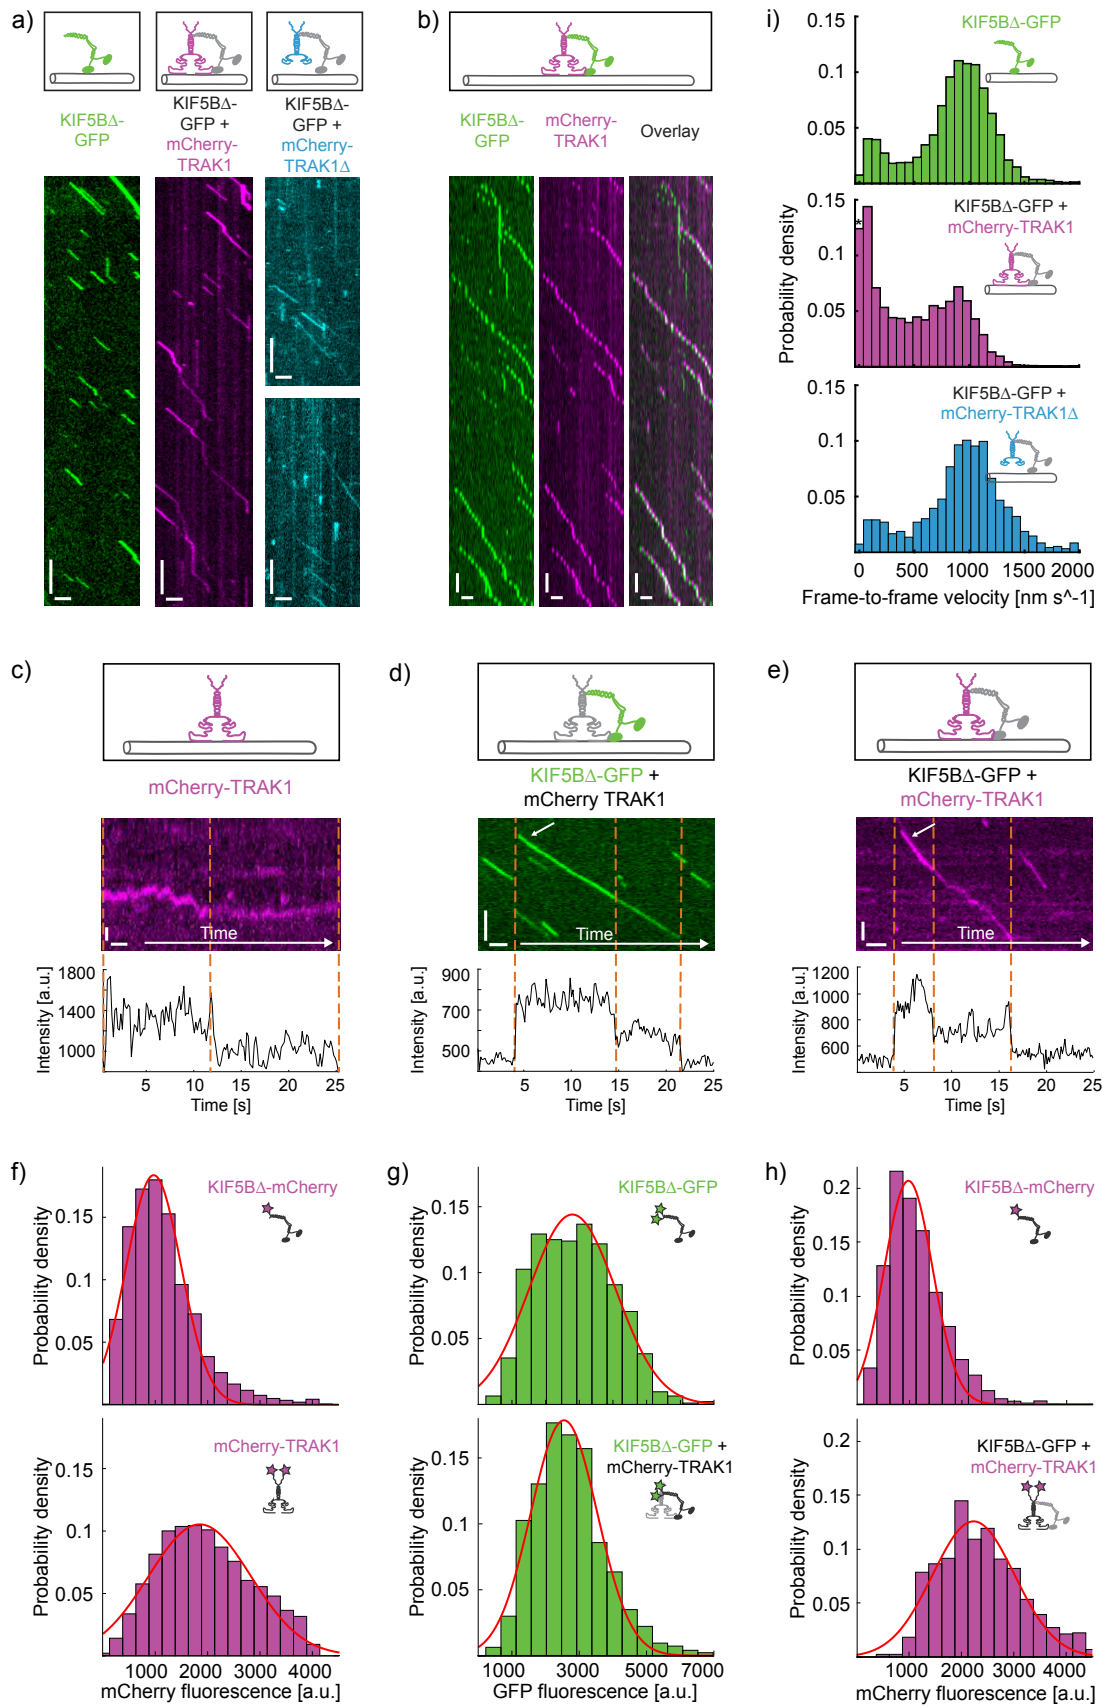 a)
KIF5BΔ-
GFP
KIF5BΔ-
GFP +
mCherry-
TRAK1
KIF5BΔ-
GFP +
mCherry-
TRAK1Δ
b)
KIF5BΔ-
GFP
mCherry-
TRAK1
Overlay
i)
0.15
0.1
0.05
KIF5BΔ-GFP
0.15
0.1
0.05
*
KIF5BΔ-GFP +
mCherry-TRAK1
Probability density
0.15
0.1
0.05
KIF5BΔ-GFP +
mCherry-TRAK1Δ
0 500 1000 1500 2000
Frame-to-frame velocity [nm s^-1]
c)
mCherry-TRAK1
Time
Intensity [a.u.]
1800
1400
1000
5 10 15 20 25
Time [s]
d)
KIF5BΔ-GFP +
mCherry TRAK1
Time
Intensity [a.u.]
900
700
500
5 10 15 20 25
Time [s]
e)
KIF5BΔ-GFP +
mCherry-TRAK1
Time
Intensity [a.u.]
1200
1000
800
600
5 10 15 20 25
Time [s]
f)
KIF5BΔ-mCherry
Probability density
0.15
0.1
0.05
mCherry-TRAK1
Probability density
0.15
0.1
0.05
1000 2000 3000 4000
mCherry fluorescence [a.u.]
g)
KIF5BΔ-GFP
Probability density
0.15
0.1
0.05
KIF5BΔ-GFP +
mCherry-TRAK1
Probability density
0.15
0.1
0.05
1000 3000 5000 7000
GFP fluorescence [a.u.]
h)
KIF5BΔ-mCherry
Probability density
0.2
0.15
0.1
0.05
KIF5BΔ-GFP +
mCherry-TRAK1
Probability density
0.2
0.15
0.1
0.05
1000 2000 3000 4000
mCherry fluorescence [a.u.]